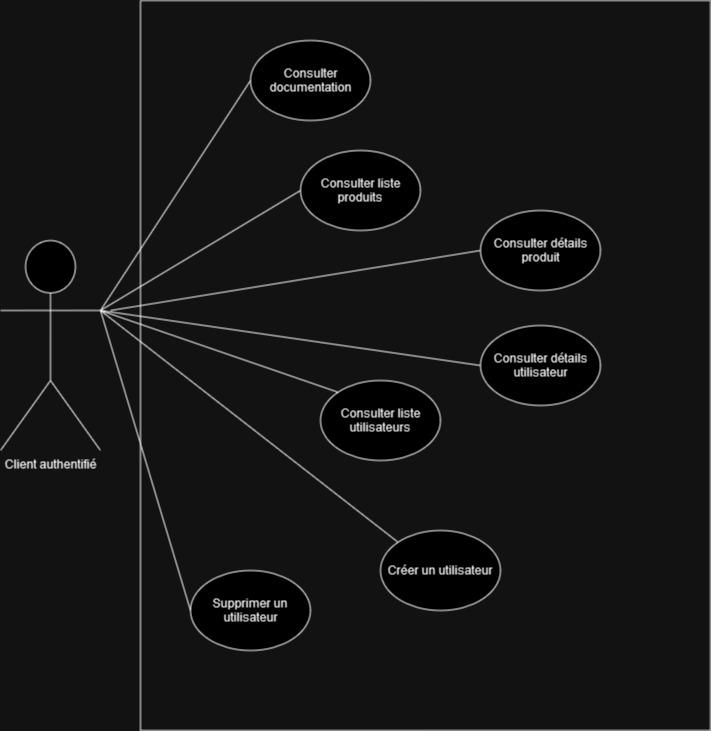 Consulter
documentation
Consulter liste
produits
Consulter détails
produit
Consulter détails
utilisateur
Consulter liste
utilisateurs
Client authentifié
Créer un utilisateur
Supprimer un
utilisateur